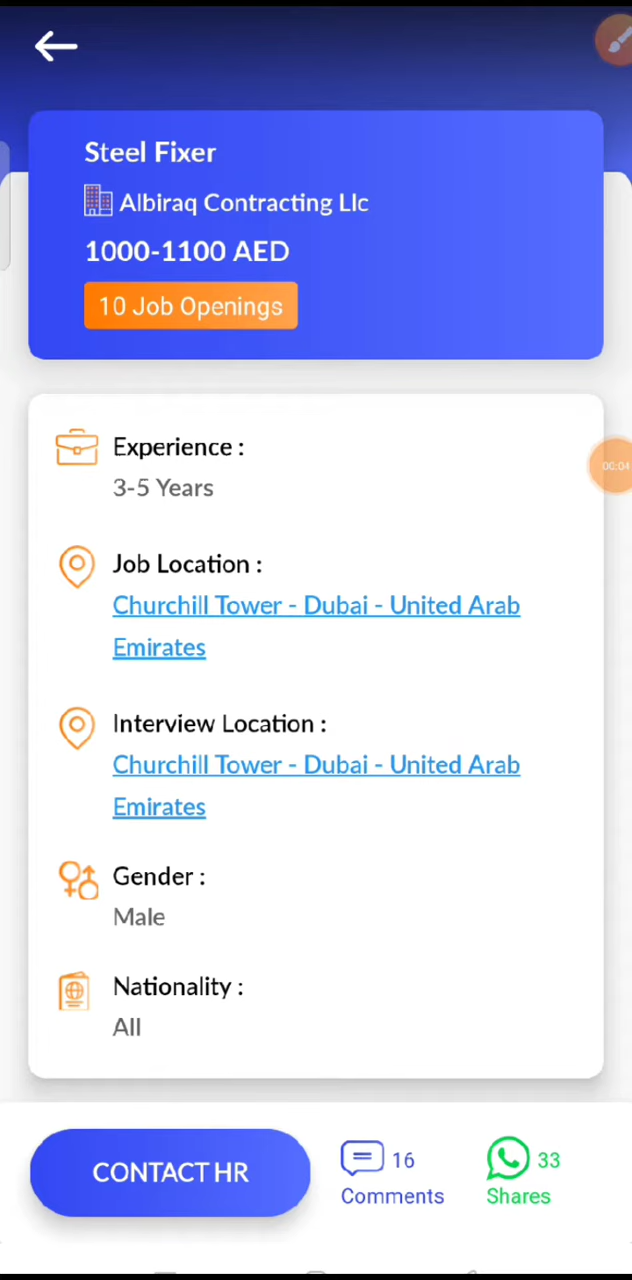 Steel Fixer
Albiraq Contracting Llc
1000-1100 AED
10 Job Openings
Experience :
3-5 Years
00:04
Job Location :
Churchill Tower - Dubai - United Arab
Emirates
Interview Location :
Churchill Tower - Dubai - United Arab
Emirates
Gender :
Male
Nationality :
All
CONTACT HR
16
Comments
33
Shares